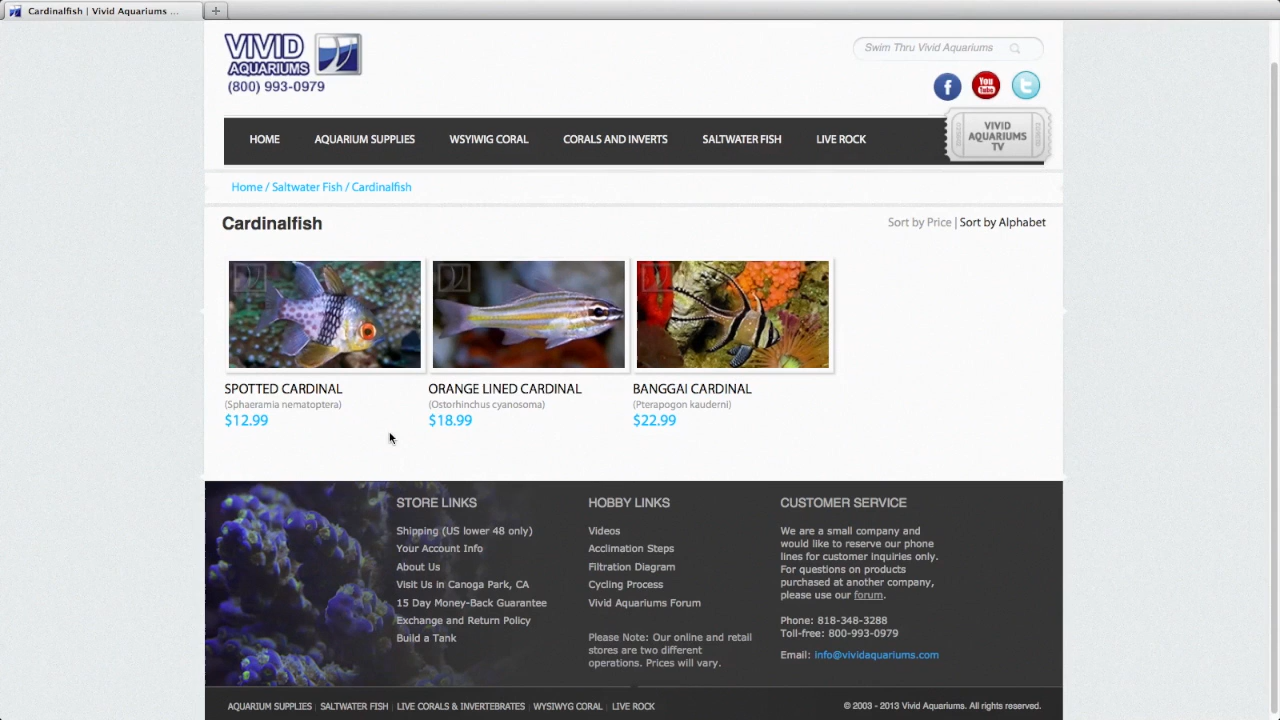 Cardinalfish | Vivid Aquariums ...
VIVID
AQUARIUMS
(800) 993-0979
Swim Thru Vivid Aquariums
f
You
Tube
t
HOME
AQUARIUM SUPPLIES
WSYIWIG CORAL
CORALS AND INVERTS
SALTWATER FISH
LIVE ROCK
VIVID
AQUARIUMS
TV
Home / Saltwater Fish / Cardinalfish
Cardinalfish
Sort by Price | Sort by Alphabet
SPOTTED CARDINAL
(Sphaeramia nematoptera)
$12.99
ORANGE LINED CARDINAL
(Ostorhinchus cyanosoma)
$18.99
BANGGAI CARDINAL
(Pterapogon kauderni)
$22.99
STORE LINKS
Shipping (US lower 48 only)
Your Account Info
About Us
Visit Us in Canoga Park, CA
15 Day Money-Back Guarantee
Exchange and Return Policy
Build a Tank
HOBBY LINKS
Videos
Acclimation Steps
Filtration Diagram
Cycling Process
Vivid Aquariums Forum
Please Note: Our online and retail
stores are two different
operations. Prices will vary.
CUSTOMER SERVICE
We are a small company and
would like to reserve our phone
lines for customer inquiries only.
For questions on products
purchased at another company,
please use our forum.
Phone: 818-348-3288
Toll-free: 800-993-0979
Email: info@vividaquariums.com
AQUARIUM SUPPLIES | SALTWATER FISH | LIVE CORALS & INVERTEBRATES | WYSIWYG CORAL | LIVE ROCK
© 2003 - 2013 Vivid Aquariums. All rights reserved.